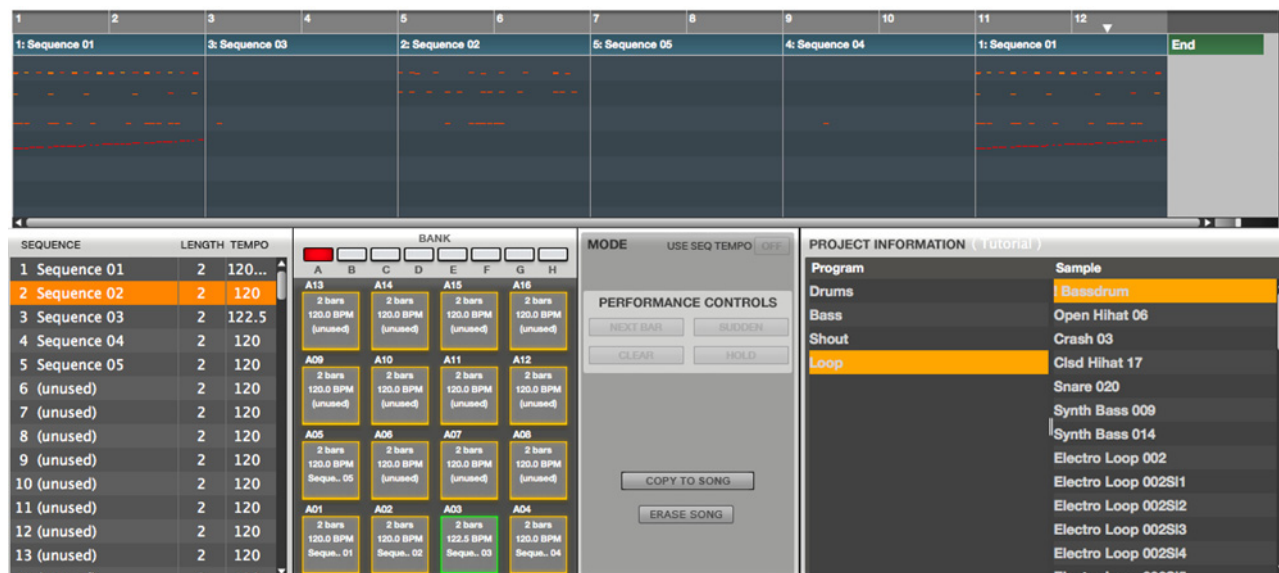 1 2 3 4 5 6 7 8 9 10 11 12
1: Sequence 01 3: Sequence 03 2: Sequence 02 5: Sequence 05 4: Sequence 04 1: Sequence 01 End
SEQUENCE LENGTH TEMPO
1 Sequence 01 2 120...
2 Sequence 02 2 120
3 Sequence 03 2 122.5
4 Sequence 04 2 120
5 Sequence 05 2 120
6 (unused) 2 120
7 (unused) 2 120
8 (unused) 2 120
9 (unused) 2 120
10 (unused) 2 120
11 (unused) 2 120
12 (unused) 2 120
13 (unused) 2 120
BANK
A B C D E F G H
A13 A14 A15 A16
2 bars 2 bars 2 bars 2 bars
120.0 BPM 120.0 BPM 120.0 BPM 120.0 BPM
(unused) (unused) (unused) (unused)
A09 A10 A11 A12
2 bars 2 bars 2 bars 2 bars
120.0 BPM 120.0 BPM 120.0 BPM 120.0 BPM
(unused) (unused) (unused) (unused)
A05 A06 A07 A08
2 bars 2 bars 2 bars 2 bars
120.0 BPM 120.0 BPM 120.0 BPM 120.0 BPM
Seque.. 05 (unused) (unused) (unused)
A01 A02 A03 A04
2 bars 2 bars 2 bars 2 bars
120.0 BPM 120.0 BPM 122.5 BPM 120.0 BPM
Seque.. 01 Seque.. 02 Seque.. 03 Seque.. 04
MODE USE SEQ TEMPO OFF
PERFORMANCE CONTROLS
NEXT BAR SUDDEN
CLEAR HOLD
COPY TO SONG
ERASE SONG
PROJECT INFORMATION ( Tutorial )
Program Sample
Drums ! Bassdrum
Bass Open Hihat 06
Shout Crash 03
Loop Clsd Hihat 17
Snare 020
Synth Bass 009
Synth Bass 014
Electro Loop 002
Electro Loop 002Sl1
Electro Loop 002Sl2
Electro Loop 002Sl3
Electro Loop 002Sl4